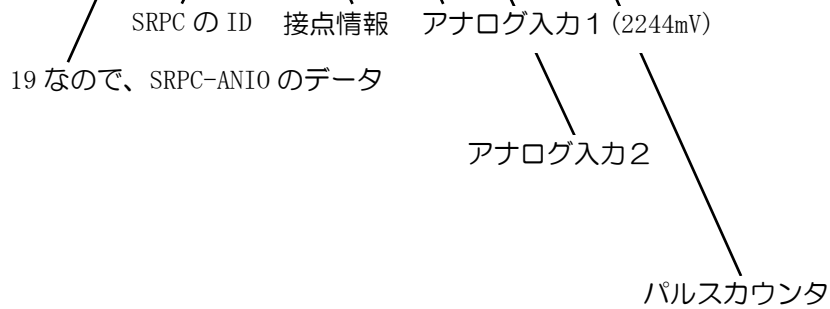 SRPC の ID 接点情報 アナログ入力１(2244mV)
19 なので、SRPC-ANIO のデータ
アナログ入力２
パルスカウンタ